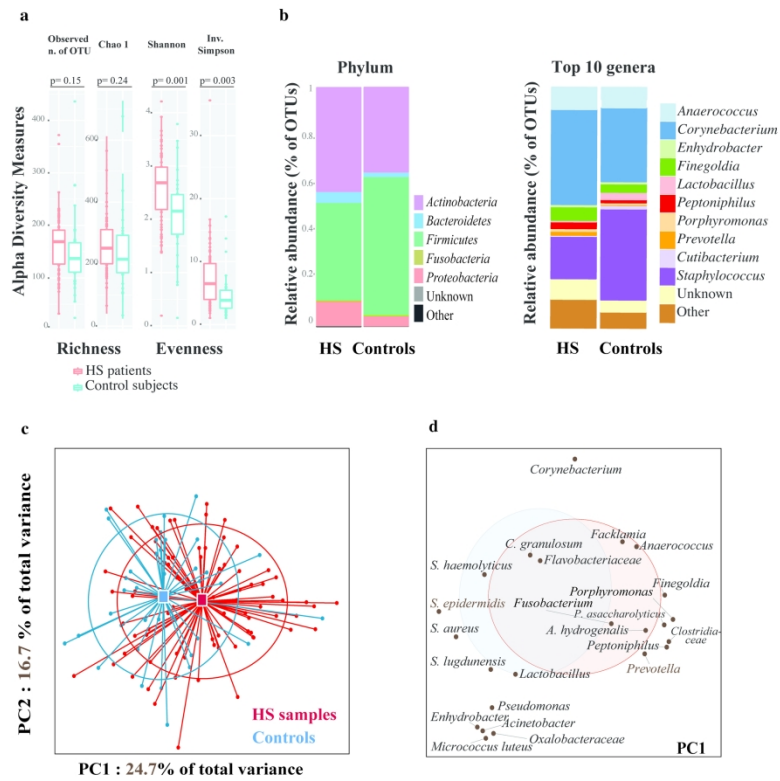 a
Observed
n. of OTU
Chao 1
Shannon
Inv.
Simpson
p= 0.15
p= 0.24
p= 0.001
p= 0.003
Alpha Diversity Measures
400
300
200
100
0
600
400
200
0
4
3
2
1
0
30
20
10
0
Richness
Evenness
HS patients
Control subjects
b
Phylum
Relative abundance (% of OTUs)
1
0.8
0.6
0.4
0.2
0
HS
Controls
Actinobacteria
Bacteroidetes
Firmicutes
Fusobacteria
Proteobacteria
Unknown
Other
Top 10 genera
Relative abundance (% of OTUs)
HS
Controls
Anaerococcus
Corynebacterium
Enhydrobacter
Finegoldia
Lactobacillus
Peptoniphilus
Porphyromonas
Prevotella
Cutibacterium
Staphylococcus
Unknown
Other
c
PC2 : 16.7 % of total variance
HS samples
Controls
PC1 : 24.7% of total variance
d
Corynebacterium
Facklamia
C. granulosum
Anaerococcus
Flavobacteriaceae
S. haemolyticus
Porphyromonas
Finegoldia
S. epidermidis
Fusobacterium
P. asaccharolyticus
S. aureus
A. hydrogenalis
Clostridia-
ceae
Peptoniphilus
S. lugdunensis
Lactobacillus
Prevotella
Pseudomonas
Enhydrobacter
Acinetobacter
Oxalobacteraceae
Micrococcus luteus
PC1